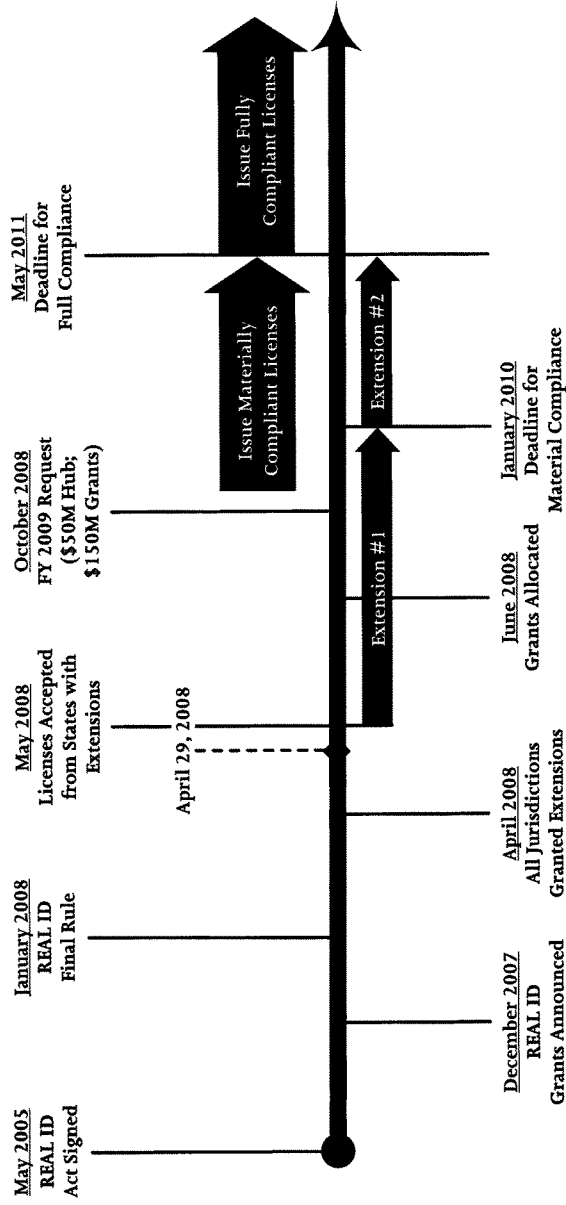 May 2005
REAL ID
Act Signed
January 2008
REAL ID
Final Rule
May 2008
Licenses Accepted
from States with
Extensions
October 2008
FY 2009 Request
($50M Hub;
$150M Grants)
May 2011
Deadline for
Full Compliance
April 29, 2008
Issue Materially
Compliant Licenses
Issue Fully
Compliant Licenses
Extension #1
Extension #2
December 2007
REAL ID
Grants Announced
April 2008
All Jurisdictions
Granted Extensions
June 2008
Grants Allocated
January 2010
Deadline for
Material Compliance